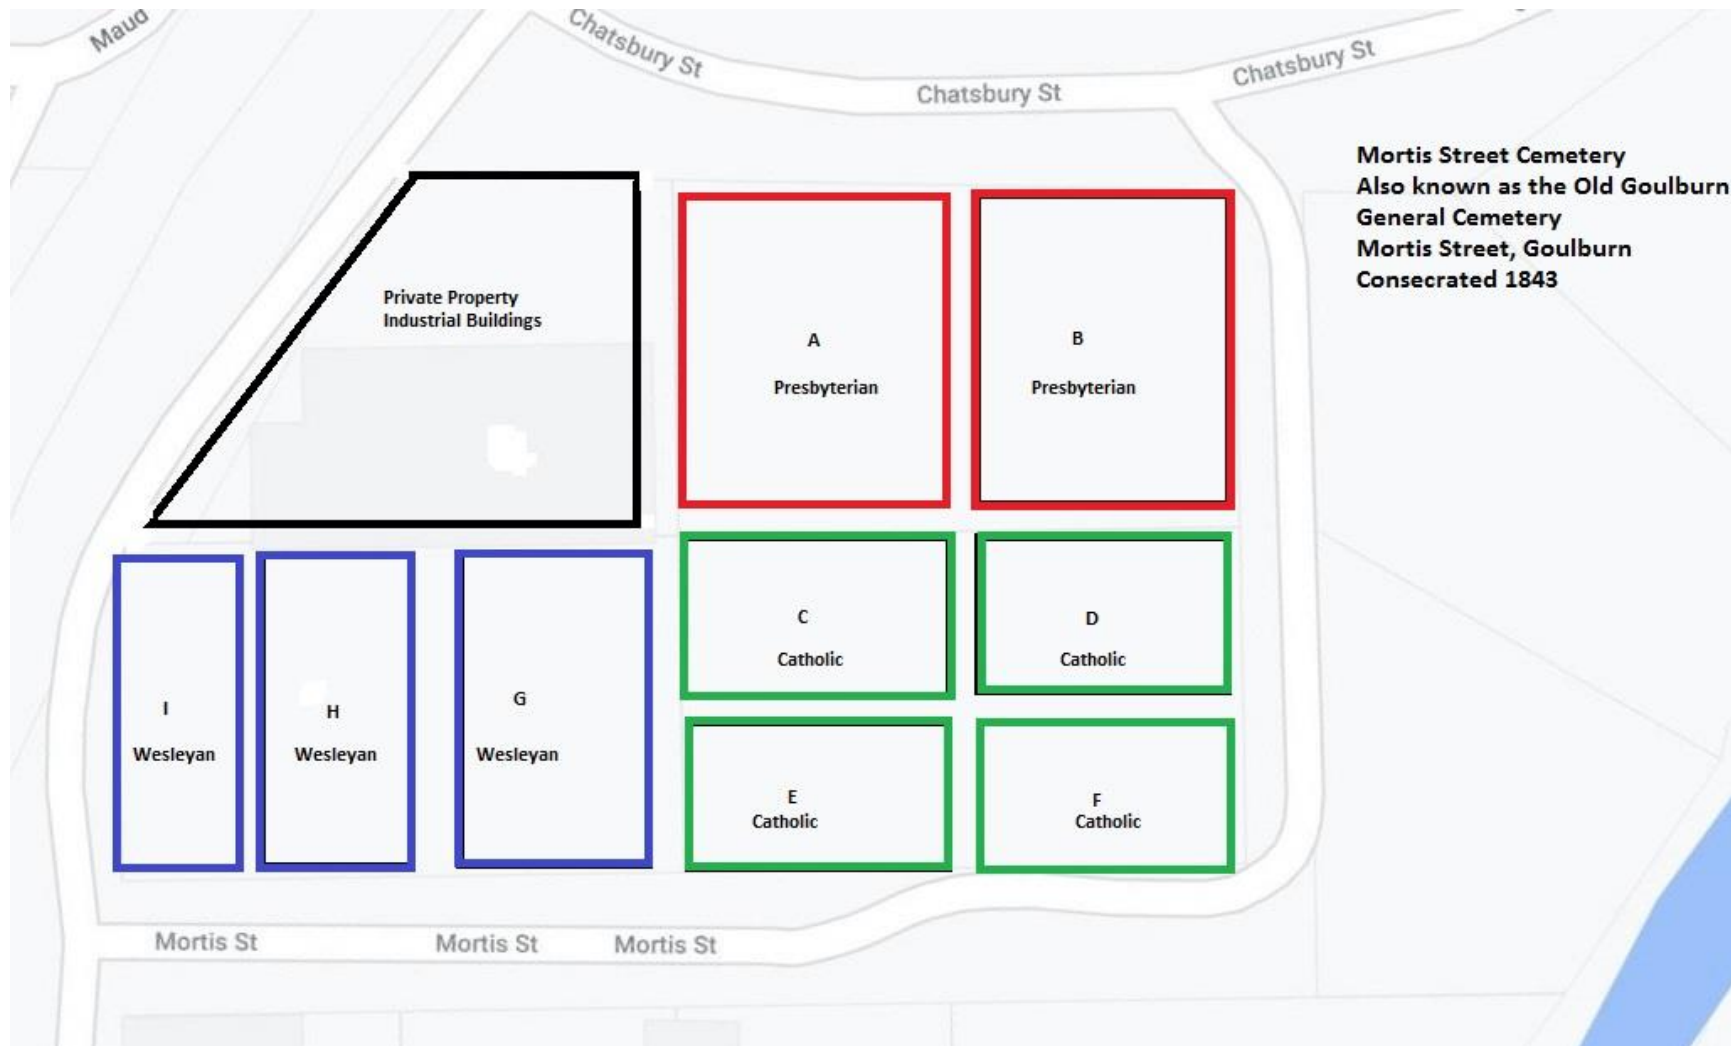 Maud
Chatsbury St
Chatsbury St
Chatsbury St
Mortis Street Cemetery
Also known as the Old Goulburn
General Cemetery
Mortis Street, Goulburn
Consecrated 1843
Private Property
Industrial Buildings
A
Presbyterian
B
Presbyterian
C
Catholic
D
Catholic
I
Wesleyan
H
Wesleyan
G
Wesleyan
E
Catholic
F
Catholic
Mortis St
Mortis St
Mortis St